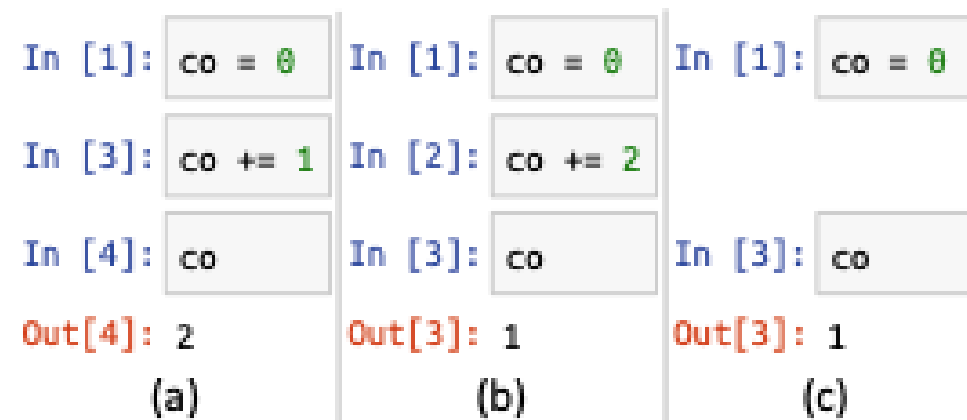 In [1]: co = 0 In [1]: co = 0 In [1]: co = 0
In [3]: co += 1 In [2]: co += 2
In [4]: co In [3]: co In [3]: co
Out[4]: 2 Out[3]: 1 Out[3]: 1
(a) (b) (c)